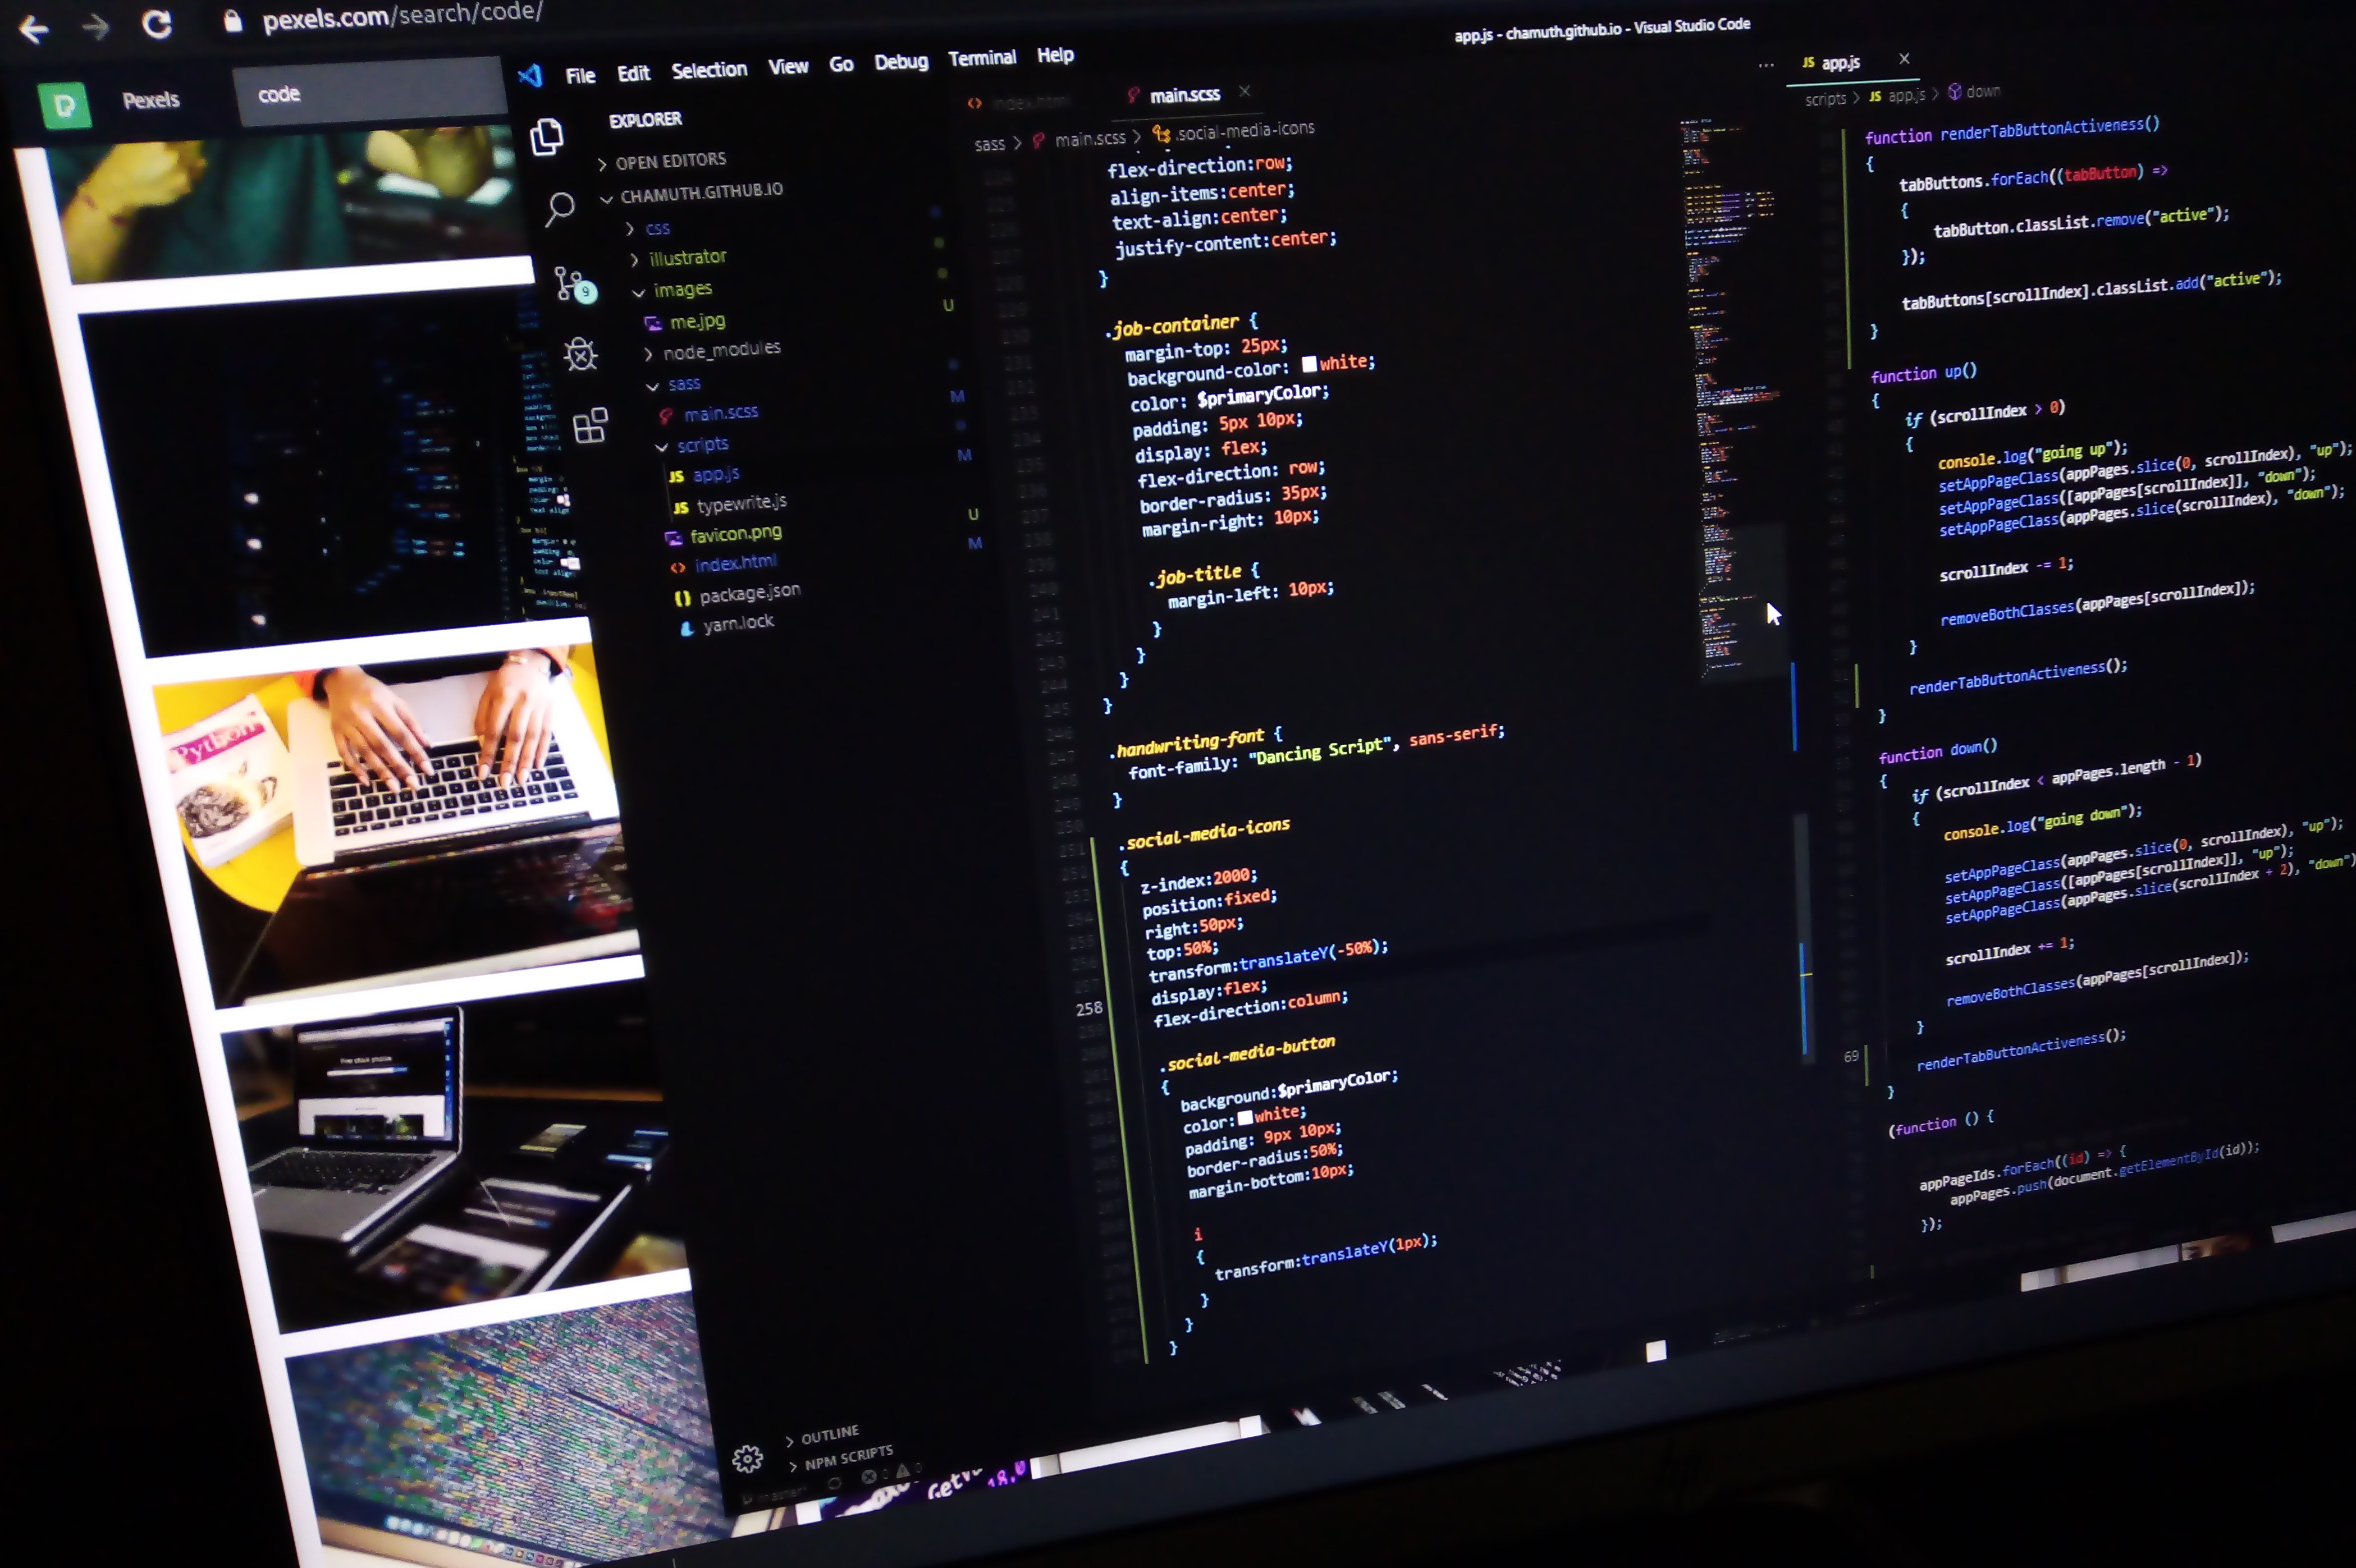 pexels.com/search/code/
Pexels
code
app.js - chamuth.github.io - Visual Studio Code
File Edit Selection View Go Debug Terminal Help
EXPLORER
OPEN EDITORS
CHAMUTH.GITHUB.IO
css
illustrator
images
me.jpg U
node_modules
sass
main.scss M
scripts
app.js M
typewrite.js
favicon.png U
index.html M
package.json
yarn.lock
OUTLINE
NPM SCRIPTS
9
Python
index.html
main.scss
sass > main.scss > .social-media-icons
flex-direction:row;
align-items:center;
text-align:center;
justify-content:center;
}
.job-container {
margin-top: 25px;
background-color: white;
color: $primaryColor;
padding: 5px 10px;
display: flex;
flex-direction: row;
border-radius: 35px;
margin-right: 10px;
.job-title {
margin-left: 10px;
}
}
}
}
.handwriting-font {
font-family: "Dancing Script", sans-serif;
}
.social-media-icons
{
z-index:2000;
position:fixed;
right:50px;
top:50%;
transform:translateY(-50%);
display:flex;
258 flex-direction:column;
.social-media-button
{
background:$primaryColor;
color:white;
padding: 9px 10px;
border-radius:50%;
margin-bottom:10px;
i
{
transform:translateY(1px);
}
}
}
JS app.js
scripts > JS app.js > down
function renderTabButtonActiveness()
{
tabButtons.forEach((tabButton) =>
{
tabButton.classList.remove("active");
});
tabButtons[scrollIndex].classList.add("active");
}
function up()
{
if (scrollIndex > 0)
{
console.log("going up");
setAppPageClass(appPages.slice(0, scrollIndex), "up");
setAppPageClass([appPages[scrollIndex]], "down");
setAppPageClass(appPages.slice(scrollIndex), "down");
scrollIndex -= 1;
removeBothClasses(appPages[scrollIndex]);
}
renderTabButtonActiveness();
}
function down()
{
if (scrollIndex < appPages.length - 1)
{
console.log("going down");
setAppPageClass(appPages.slice(0, scrollIndex), "up");
setAppPageClass([appPages[scrollIndex]], "up");
setAppPageClass(appPages.slice(scrollIndex + 2), "down")
scrollIndex += 1;
removeBothClasses(appPages[scrollIndex]);
}
69 renderTabButtonActiveness();
}
(function () {
appPageIds.forEach((id) => {
appPages.push(document.getElementById(id));
});